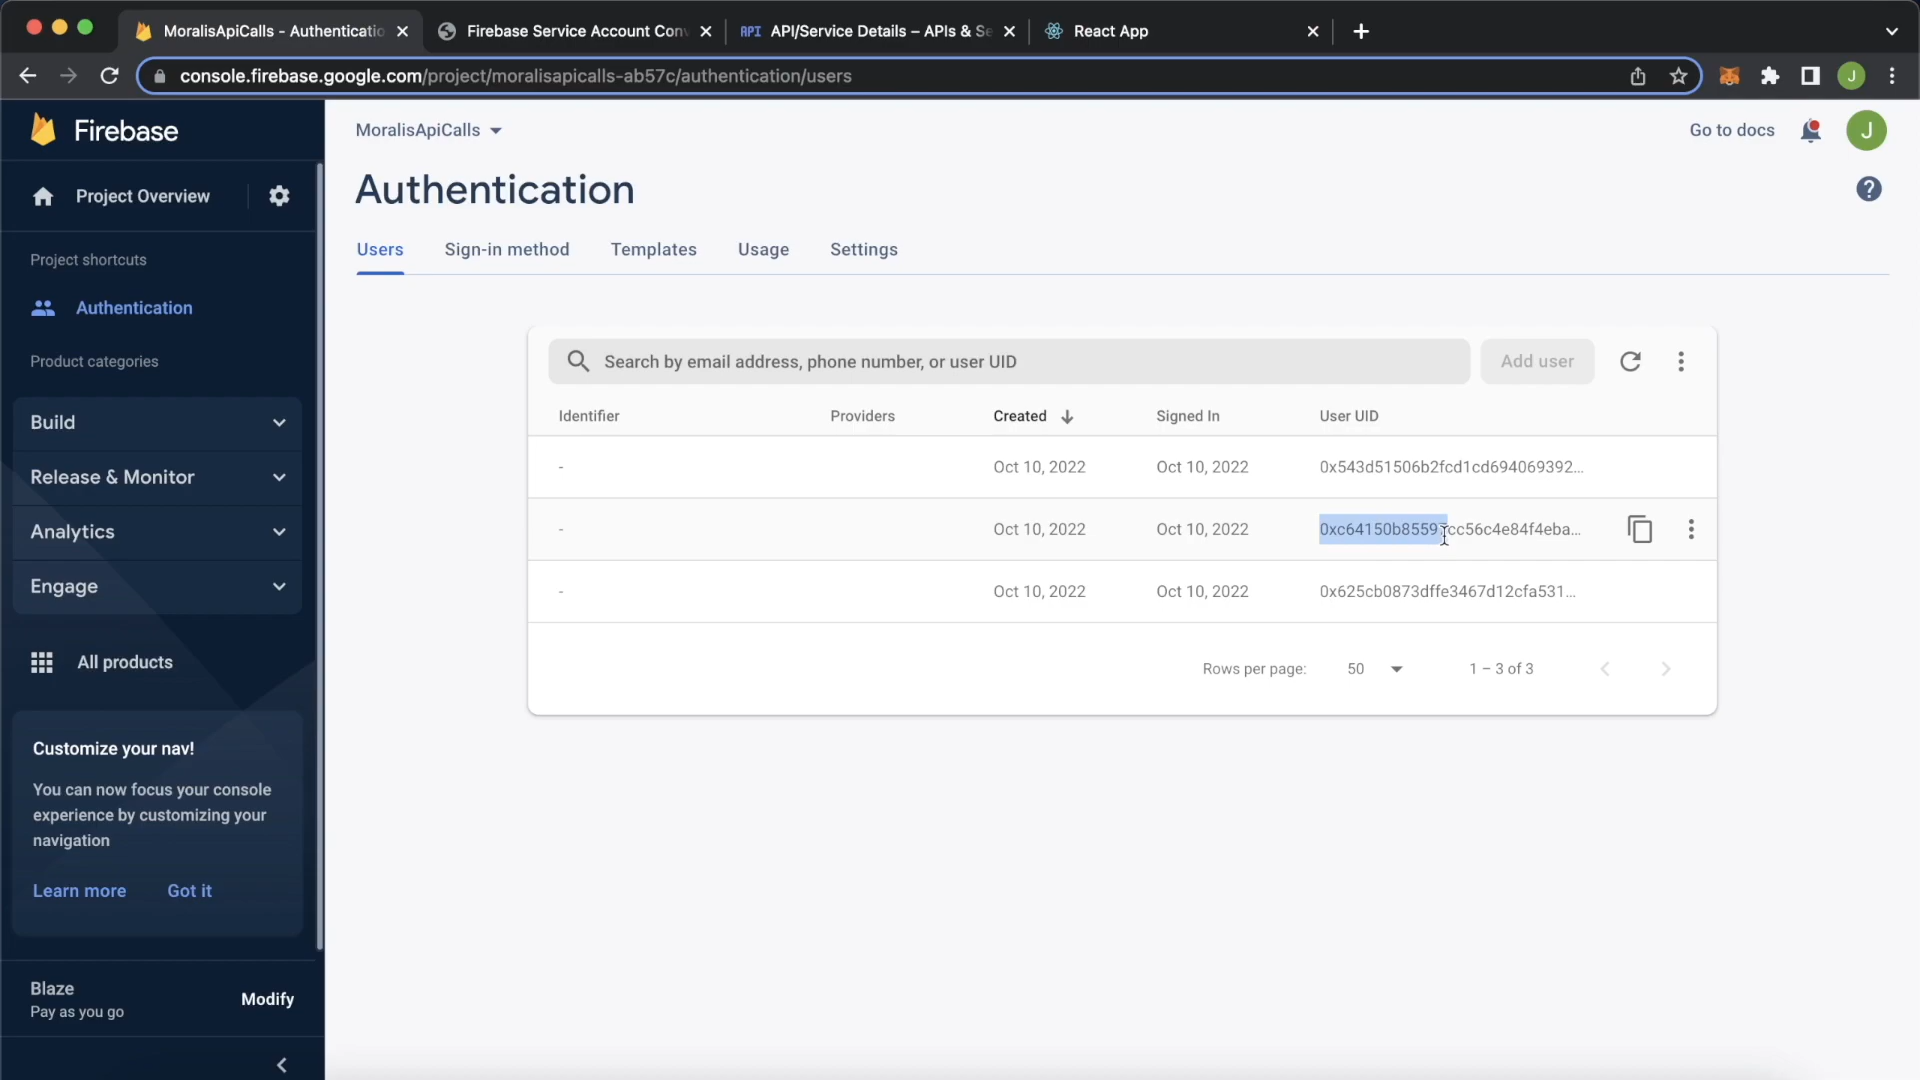 MoralisApiCalls - Authenticatio
Firebase Service Account Conv
API API/Service Details – APIs & Se
React App
console.firebase.google.com/project/moralisapicalls-ab57c/authentication/users
J
Firebase
MoralisApiCalls
Go to docs
J
Project Overview
Authentication
Users
Sign-in method
Templates
Usage
Settings
Project shortcuts
Authentication
Product categories
Build
Release & Monitor
Analytics
Engage
All products
Search by email address, phone number, or user UID
Add user
Identifier
Providers
Created
Signed In
User UID
-
Oct 10, 2022
Oct 10, 2022
0x543d51506b2fcd1cd694069392...
-
Oct 10, 2022
Oct 10, 2022
0xc64150b85597cc56c4e84f4eba...
-
Oct 10, 2022
Oct 10, 2022
0x625cb0873dffe3467d12cfa531...
Rows per page:
50
1 – 3 of 3
Customize your nav!
You can now focus your console
experience by customizing your
navigation
Learn more
Got it
Blaze
Pay as you go
Modify